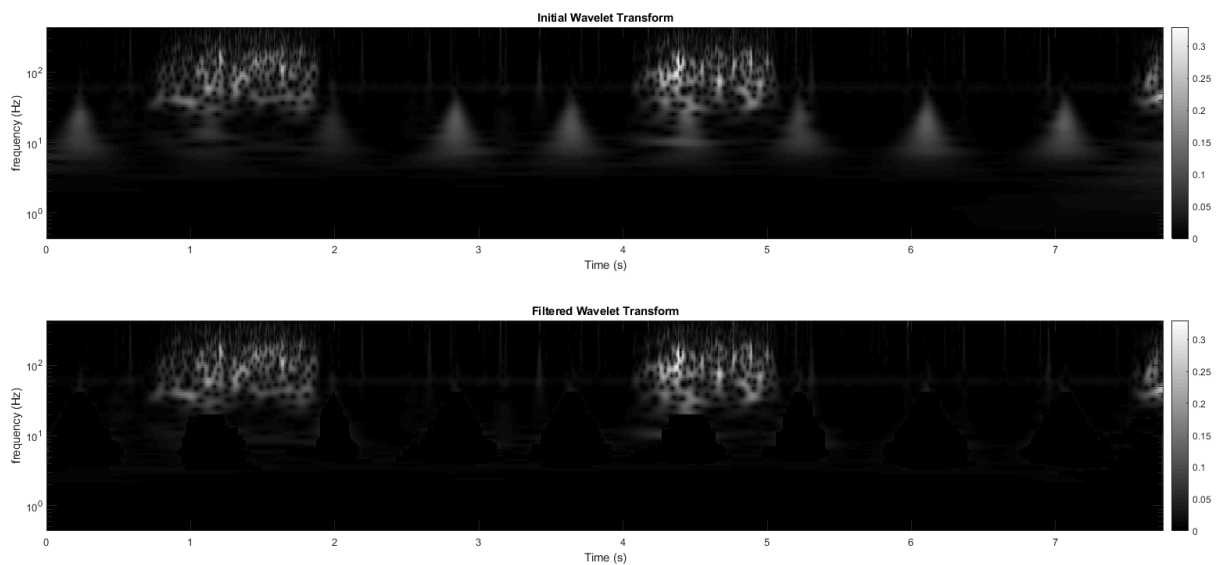 Initial Wavelet Transform
frequency (Hz)
10²
10¹
10⁰
0 1 2 3 4 5 6 7
Time (s)
0.3
0.25
0.2
0.15
0.1
0.05
0
Filtered Wavelet Transform
frequency (Hz)
10²
10¹
10⁰
0 1 2 3 4 5 6 7
Time (s)
0.3
0.25
0.2
0.15
0.1
0.05
0